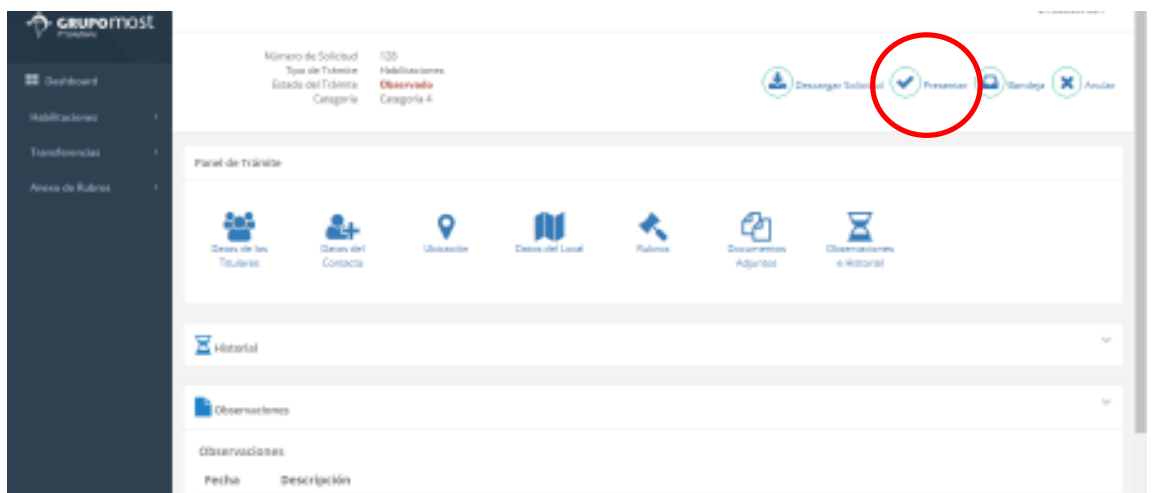 GRUPO most
Número de Solicitud 128
Tipo de Trámite Habilitaciones
Estado del Trámite Observado
Categoría Categoría 4
Descargar Solicitud Presentar Bandeja Anular
Dashboard
Habilitaciones
Transferencias
Anexo de Rubros
Panel de Trámite
Datos de los Titulares
Datos del Contacto
Ubicación
Datos del Local
Rubros
Documentos Adjuntos
Observaciones e Historial
Historial
Observaciones
Observaciones
Fecha Descripción